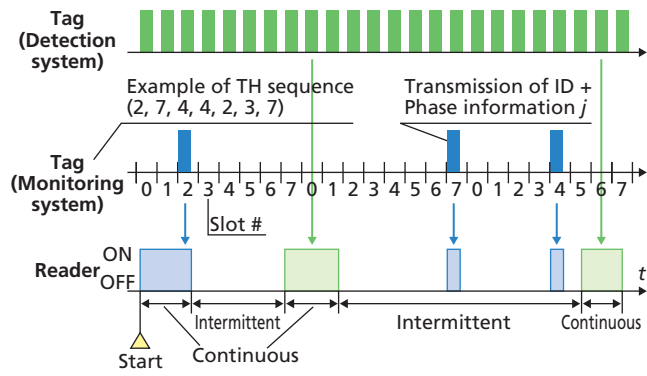 Tag
(Detection
system)
Example of TH sequence
(2, 7, 4, 4, 2, 3, 7)
Transmission of ID +
Phase information j
Tag
(Monitoring
system)
0 1 2 3 4 5 6 7 0 1 2 3 4 5 6 7 0 1 2 3 4 5 6 7
Slot #
Reader
ON
OFF
t
Intermittent
Intermittent
Continuous
Start
Continuous